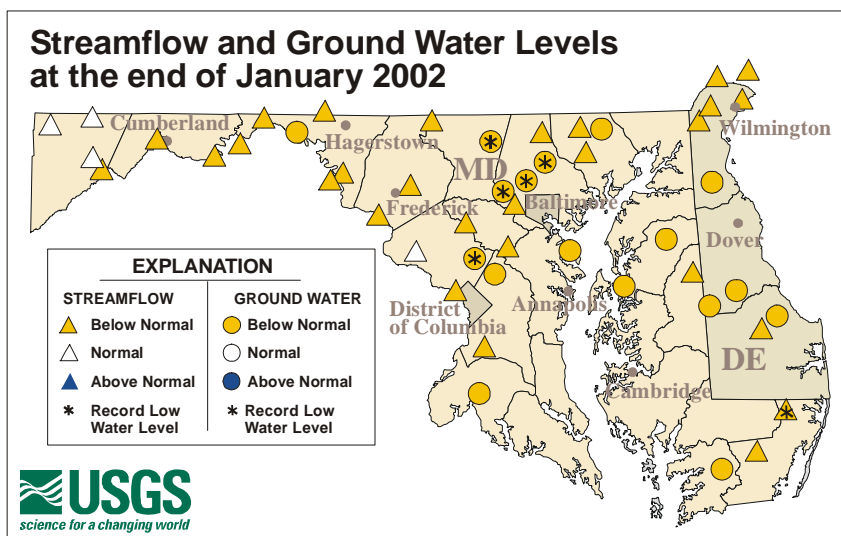 Streamflow and Ground Water Levels
at the end of January 2002
Cumberland
Hagerstown
Wilmington
MD
Frederick
Baltimore
Dover
Annapolis
District
of Columbia
DE
Cambridge
EXPLANATION
STREAMFLOW
GROUND WATER
Below Normal
Below Normal
Normal
Normal
Above Normal
Above Normal
* Record Low
Water Level
* Record Low
Water Level
USGS
science for a changing world